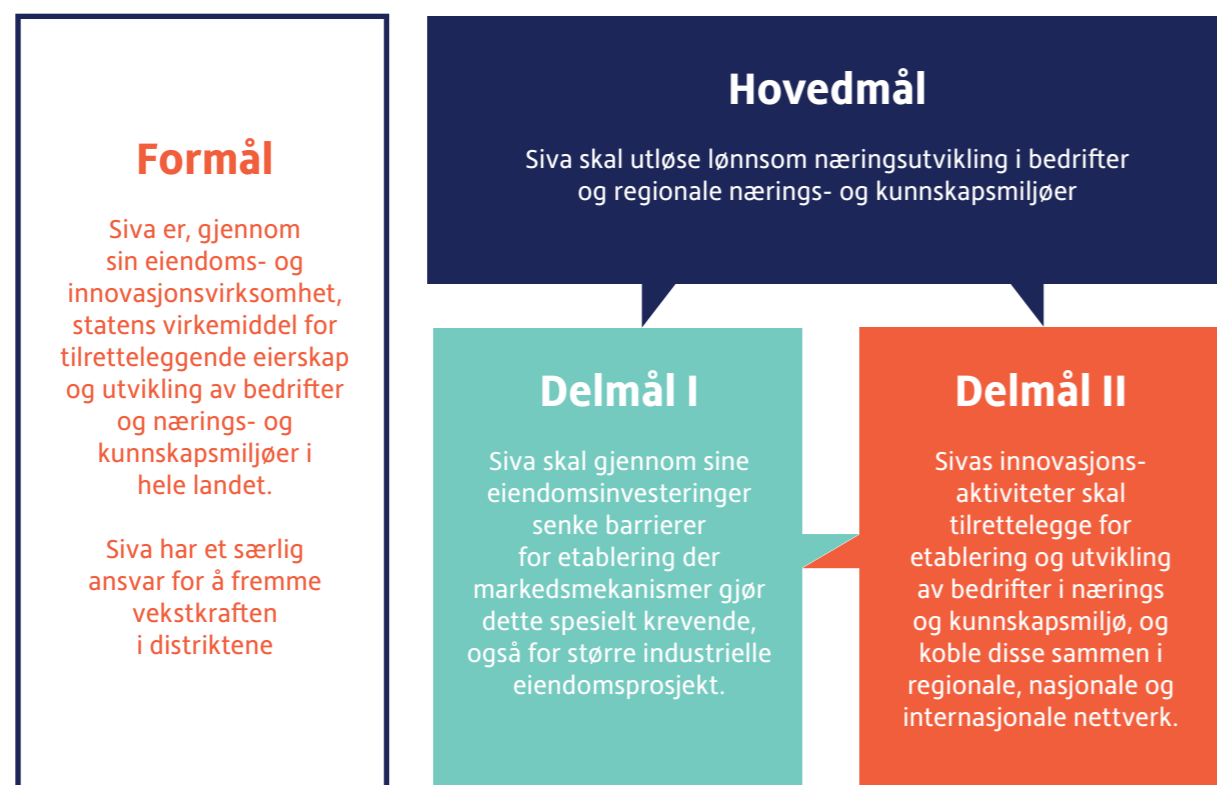 Formål
Siva er, gjennom
sin eiendoms- og
innovasjonsvirksomhet,
statens virkemiddel for
tilretteleggende eierskap
og utvikling av bedrifter
og nærings- og
kunnskapsmiljøer i
hele landet.
Siva har et særlig
ansvar for å fremme
vekstkraften
i distriktene
Hovedmål
Siva skal utløse lønnsom næringsutvikling i bedrifter
og regionale nærings- og kunnskapsmiljøer
Delmål I
Siva skal gjennom sine
eiendomsinvesteringer
senke barrierer
for etablering der
markedsmekanismer gjør
dette spesielt krevende,
også for større industrielle
eiendomsprosjekt.
Delmål II
Sivas innovasjons-
aktiviteter skal
tilrettelegge for
etablering og utvikling
av bedrifter i nærings
og kunnskapsmiljø, og
koble disse sammen i
regionale, nasjonale og
internasjonale nettverk.